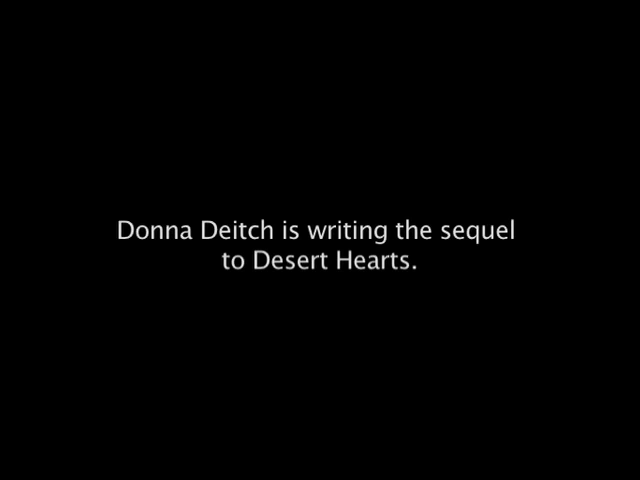 Donna Deitch is writing the sequel
to Desert Hearts.